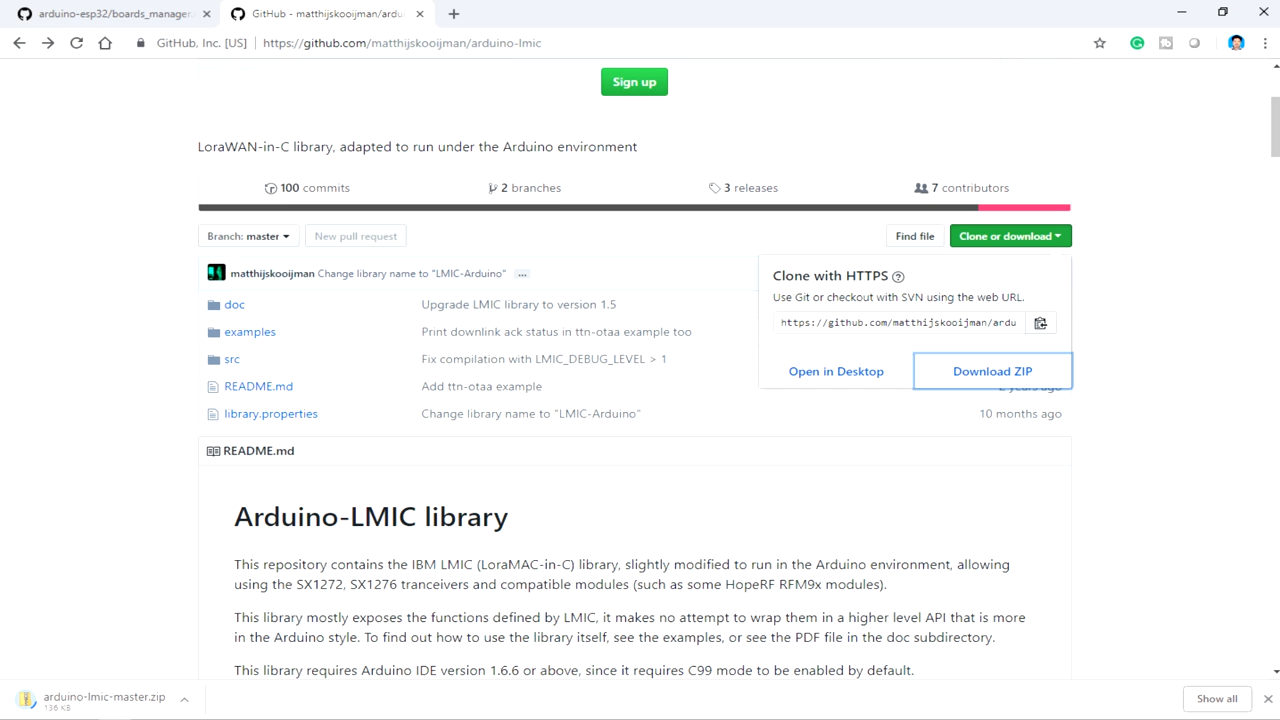 arduino-esp32/boards_manager.
GitHub - matthijskooijman/ardu
GitHub, Inc. [US] https://github.com/matthijskooijman/arduino-lmic
Sign up
LoraWAN-in-C library, adapted to run under the Arduino environment
100 commits
2 branches
3 releases
7 contributors
Branch: master
New pull request
Find file
Clone or download
matthijskooijman Change library name to "LMIC-Arduino" ...
Clone with HTTPS
Use Git or checkout with SVN using the web URL.
https://github.com/matthijskooijman/ardu
Open in Desktop
Download ZIP
doc Upgrade LMIC library to version 1.5
examples Print downlink ack status in ttn-otaa example too
src Fix compilation with LMIC_DEBUG_LEVEL > 1
README.md Add ttn-otaa example 2 years ago
library.properties Change library name to "LMIC-Arduino" 10 months ago
README.md
Arduino-LMIC library
This repository contains the IBM LMIC (LoraMAC-in-C) library, slightly modified to run in the Arduino environment, allowing
using the SX1272, SX1276 tranceivers and compatible modules (such as some HopeRF RFM9x modules).
This library mostly exposes the functions defined by LMIC, it makes no attempt to wrap them in a higher level API that is more
in the Arduino style. To find out how to use the library itself, see the examples, or see the PDF file in the doc subdirectory.
This library requires Arduino IDE version 1.6.6 or above, since it requires C99 mode to be enabled by default.
arduino-lmic-master.zip
136 KB
Show all